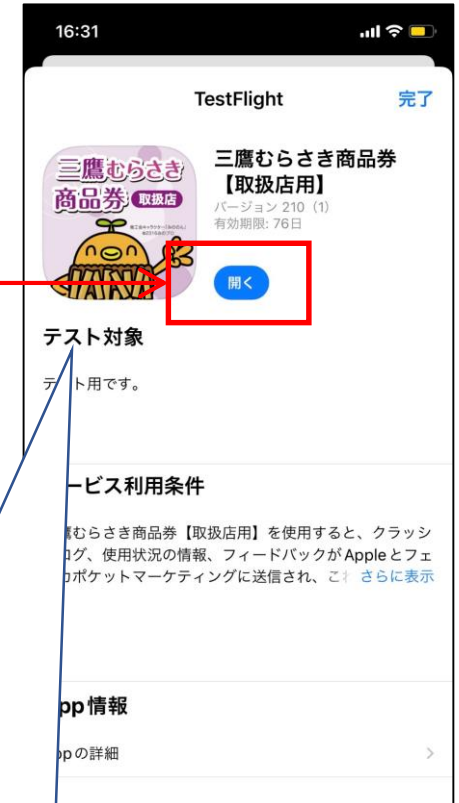 16:31
TestFlight
完了
三鷹むらさき
商品券 取扱店
三鷹むらさき商品券
【取扱店用】
バージョン 210（1）
有効期限: 76日
開く
テスト対象
テ ト用です。
ービス利用条件
むらさき商品券【取扱店用】を使用すると、クラッシ
ログ、使用状況の情報、フィードバックがAppleとフェ
カポケットマーケティングに送信され、これ さらに表示
pp情報
ppの詳細